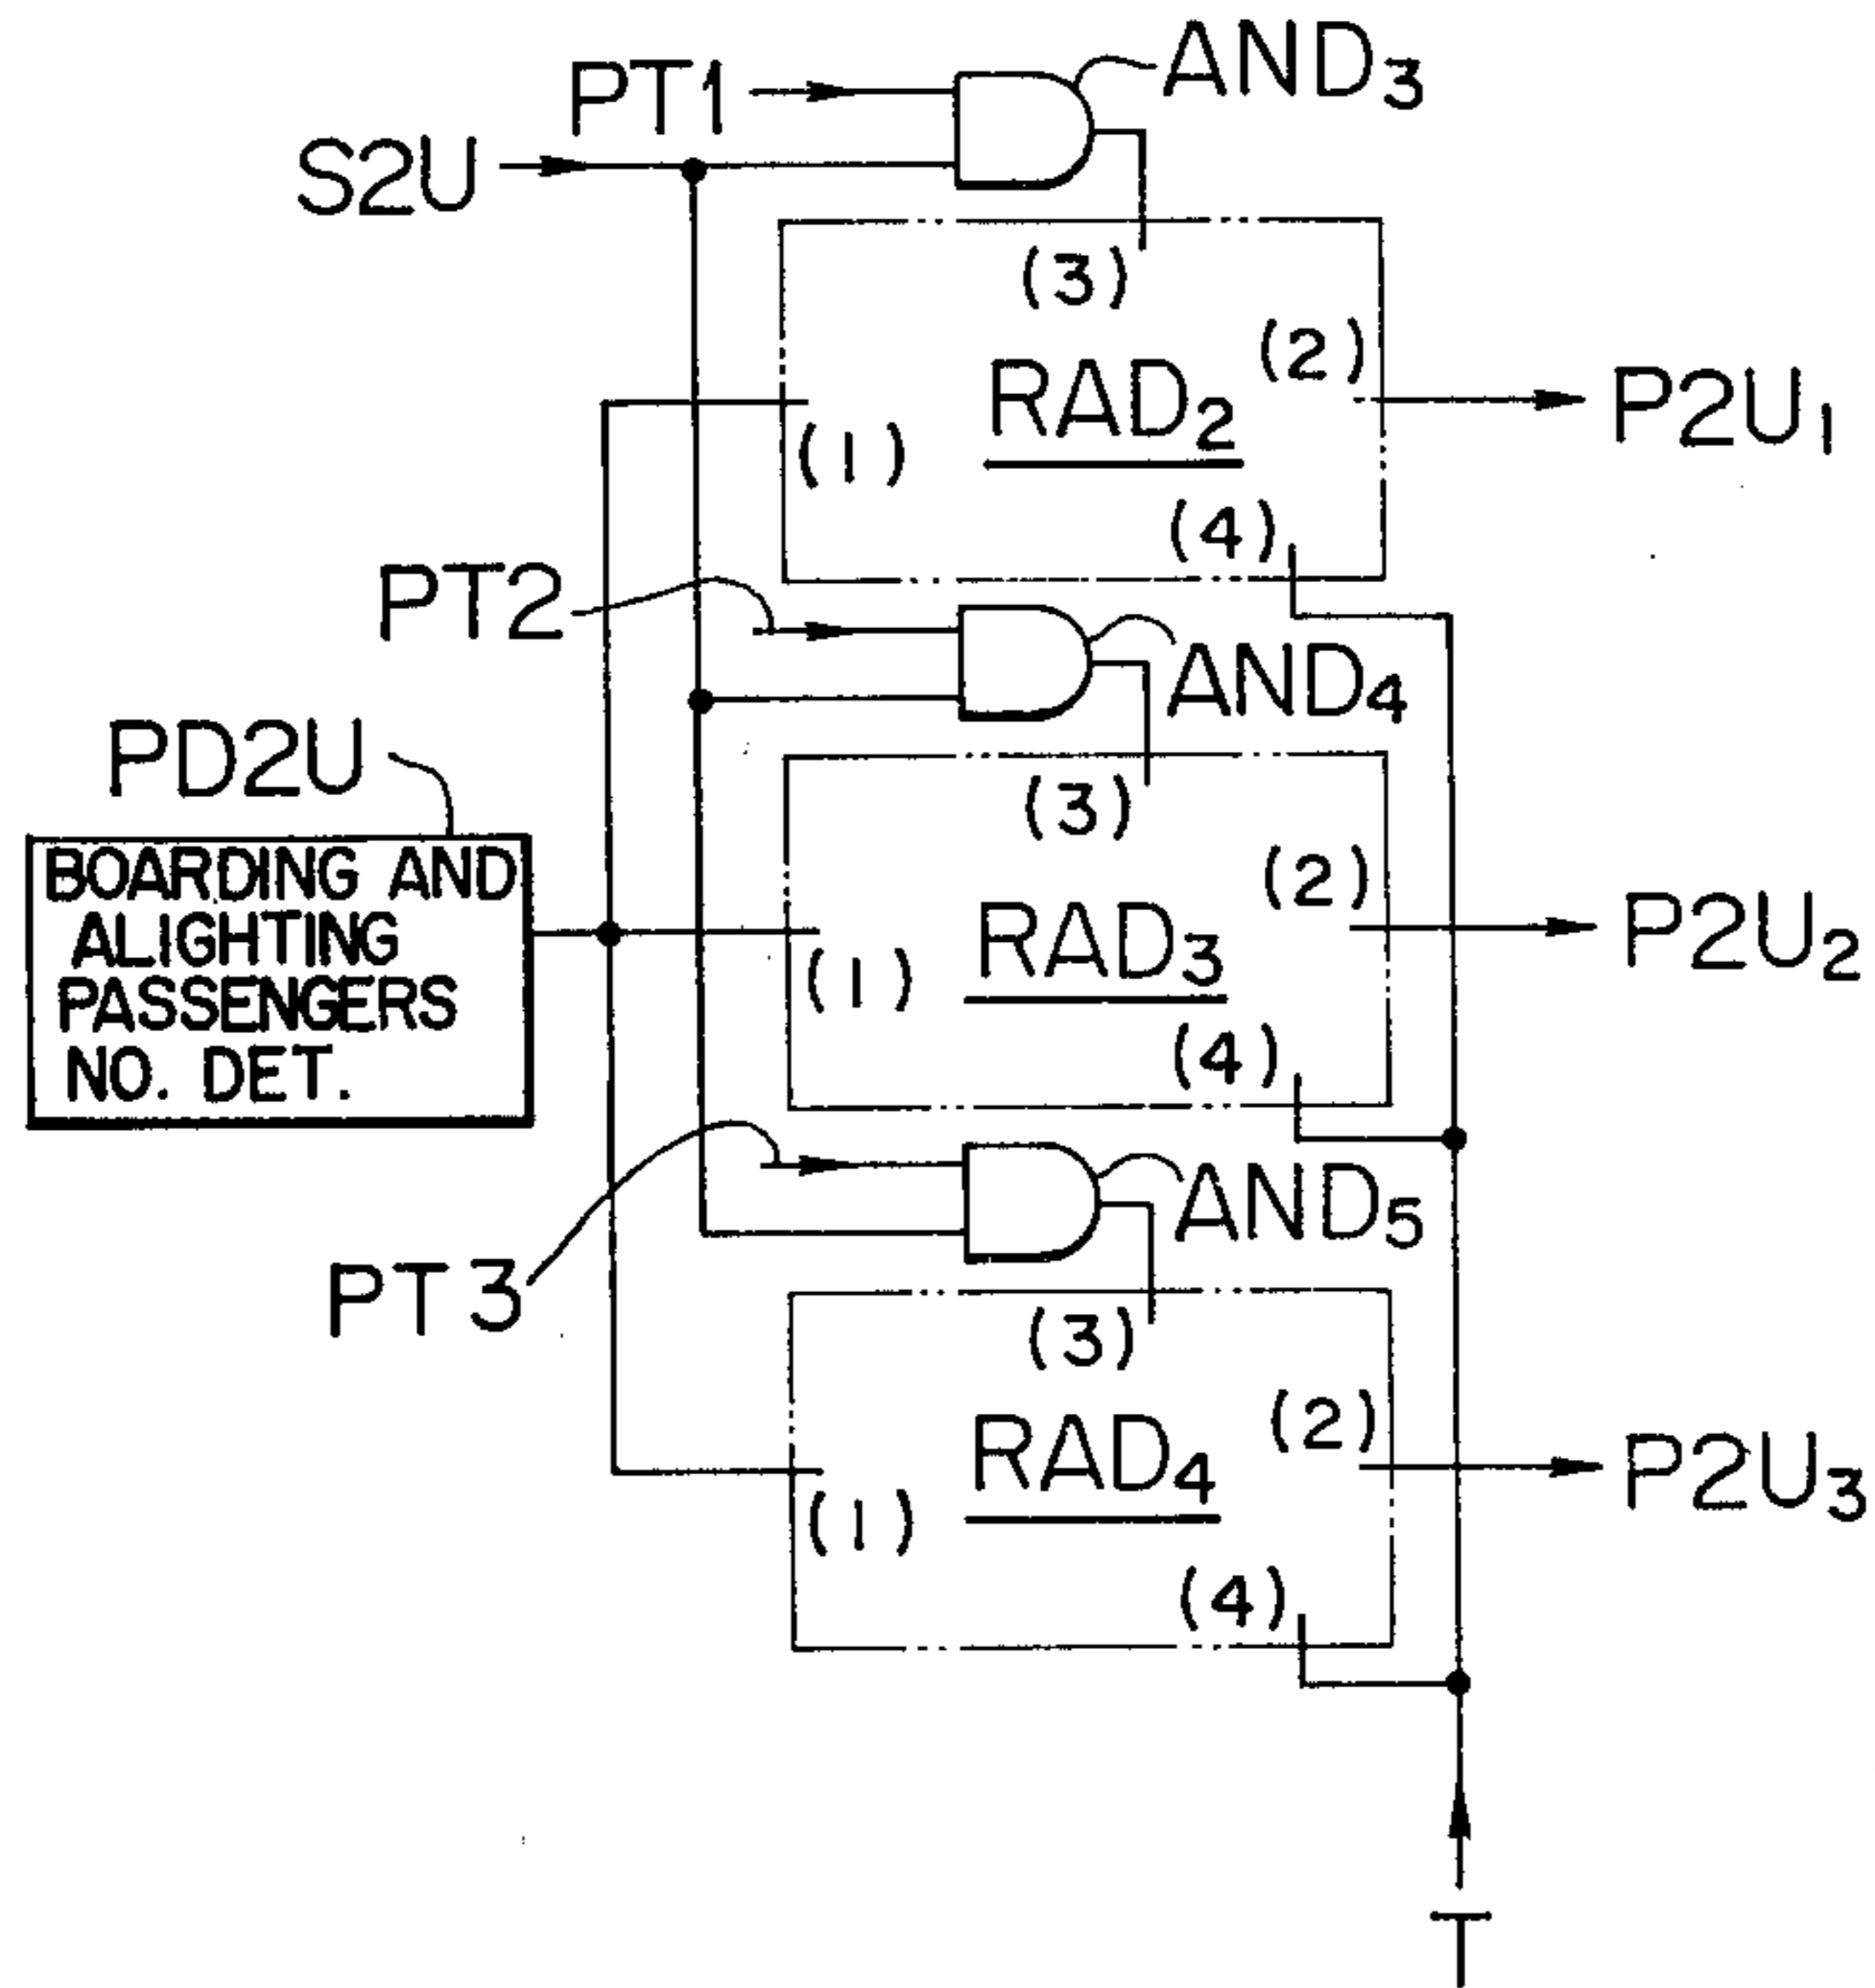 PT1
AND3
S2U
(3)
(2)
RAD2
P2U1
(1)
(4)
PT2
AND4
PD2U
(3)
BOARDING AND
ALIGHTING
PASSENGERS
NO. DET.
(2)
RAD3
P2U2
(1)
(4)
AND5
PT3
(3)
(2)
RAD4
P2U3
(1)
(4)
T